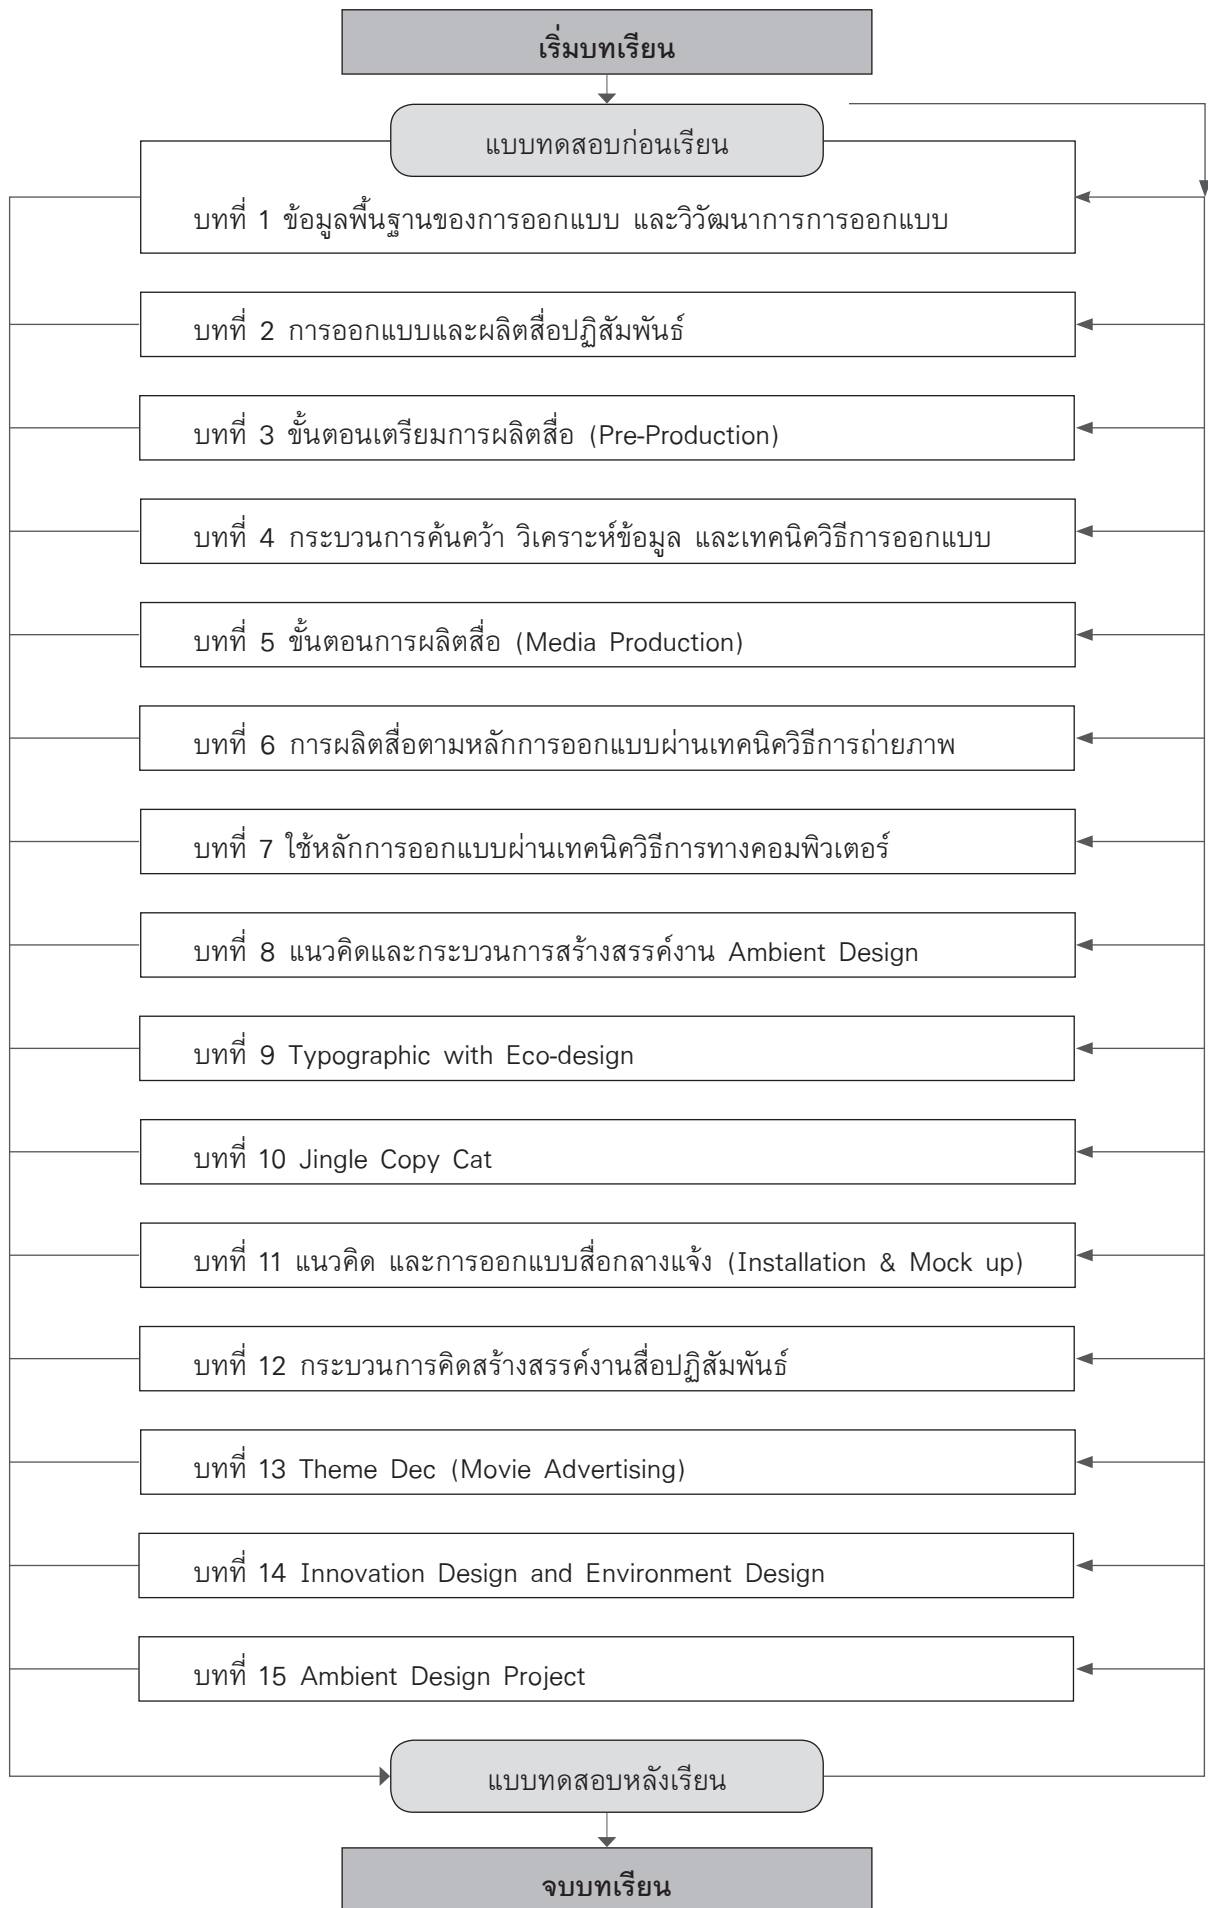 เริ่มบทเรียน
แบบทดสอบก่อนเรียน
บทที่ 1 ข้อมูลพื้นฐานของการออกแบบ และวิวัฒนาการการออกแบบ
บทที่ 2 การออกแบบและผลิตสื่อปฏิสัมพันธ์
บทที่ 3 ขั้นตอนเตรียมการผลิตสื่อ (Pre-Production)
บทที่ 4 กระบวนการค้นคว้า วิเคราะห์ข้อมูล และเทคนิควิธีการออกแบบ
บทที่ 5 ขั้นตอนการผลิตสื่อ (Media Production)
บทที่ 6 การผลิตสื่อตามหลักการออกแบบผ่านเทคนิควิธีการถ่ายภาพ
บทที่ 7 ใช้หลักการออกแบบผ่านเทคนิควิธีการทางคอมพิวเตอร์
บทที่ 8 แนวคิดและกระบวนการสร้างสรรค์งาน Ambient Design
บทที่ 9 Typographic with Eco-design
บทที่ 10 Jingle Copy Cat
บทที่ 11 แนวคิด และการออกแบบสื่อกลางแจ้ง (Installation & Mock up)
บทที่ 12 กระบวนการคิดสร้างสรรค์งานสื่อปฏิสัมพันธ์
บทที่ 13 Theme Dec (Movie Advertising)
บทที่ 14 Innovation Design and Environment Design
บทที่ 15 Ambient Design Project
แบบทดสอบหลังเรียน
จบบทเรียน